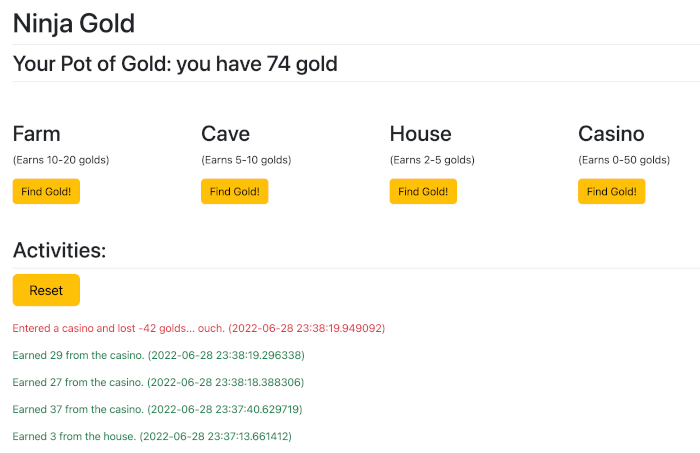 Ninja Gold
Your Pot of Gold: you have 74 gold
Farm Cave House Casino
(Earns 10-20 golds) (Earns 5-10 golds) (Earns 2-5 golds) (Earns 0-50 golds)
Find Gold! Find Gold! Find Gold! Find Gold!
Activities:
Reset
Entered a casino and lost -42 golds... ouch. (2022-06-28 23:38:19.949092)
Earned 29 from the casino. (2022-06-28 23:38:19.296338)
Earned 27 from the casino. (2022-06-28 23:38:18.388306)
Earned 37 from the casino. (2022-06-28 23:37:40.629719)
Earned 3 from the house. (2022-06-28 23:37:13.661412)